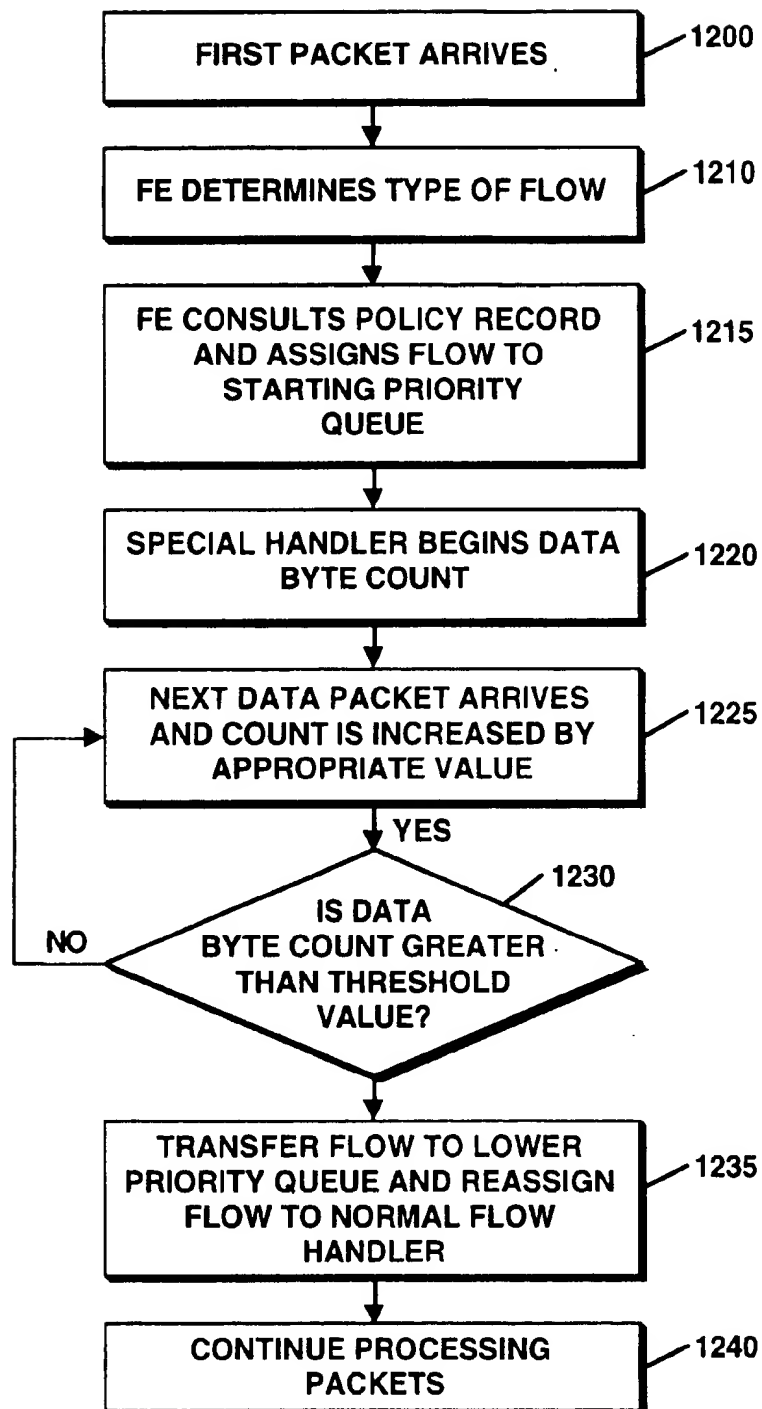 FIRST PACKET ARRIVES
1200
FE DETERMINES TYPE OF FLOW
1210
FE CONSULTS POLICY RECORD
AND ASSIGNS FLOW TO
STARTING PRIORITY
QUEUE
1215
SPECIAL HANDLER BEGINS DATA
BYTE COUNT
1220
NEXT DATA PACKET ARRIVES
AND COUNT IS INCREASED BY
APPROPRIATE VALUE
1225
YES
1230
IS DATA
BYTE COUNT GREATER
THAN THRESHOLD
VALUE?
NO
TRANSFER FLOW TO LOWER
PRIORITY QUEUE AND REASSIGN
FLOW TO NORMAL FLOW
HANDLER
1235
CONTINUE PROCESSING
PACKETS
1240